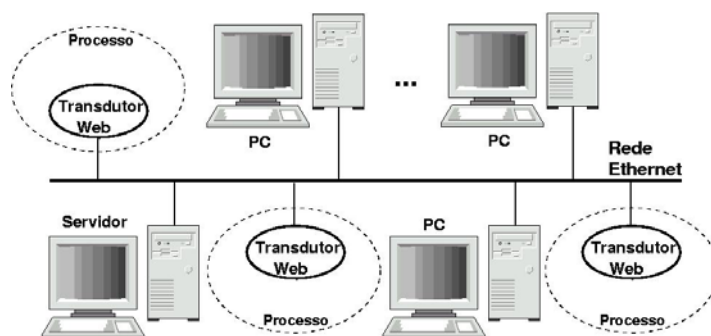 Processo
Transdutor
Web
PC
...
PC
Rede
Ethernet
Servidor
Transdutor
Web
Processo
PC
Transdutor
Web
Processo